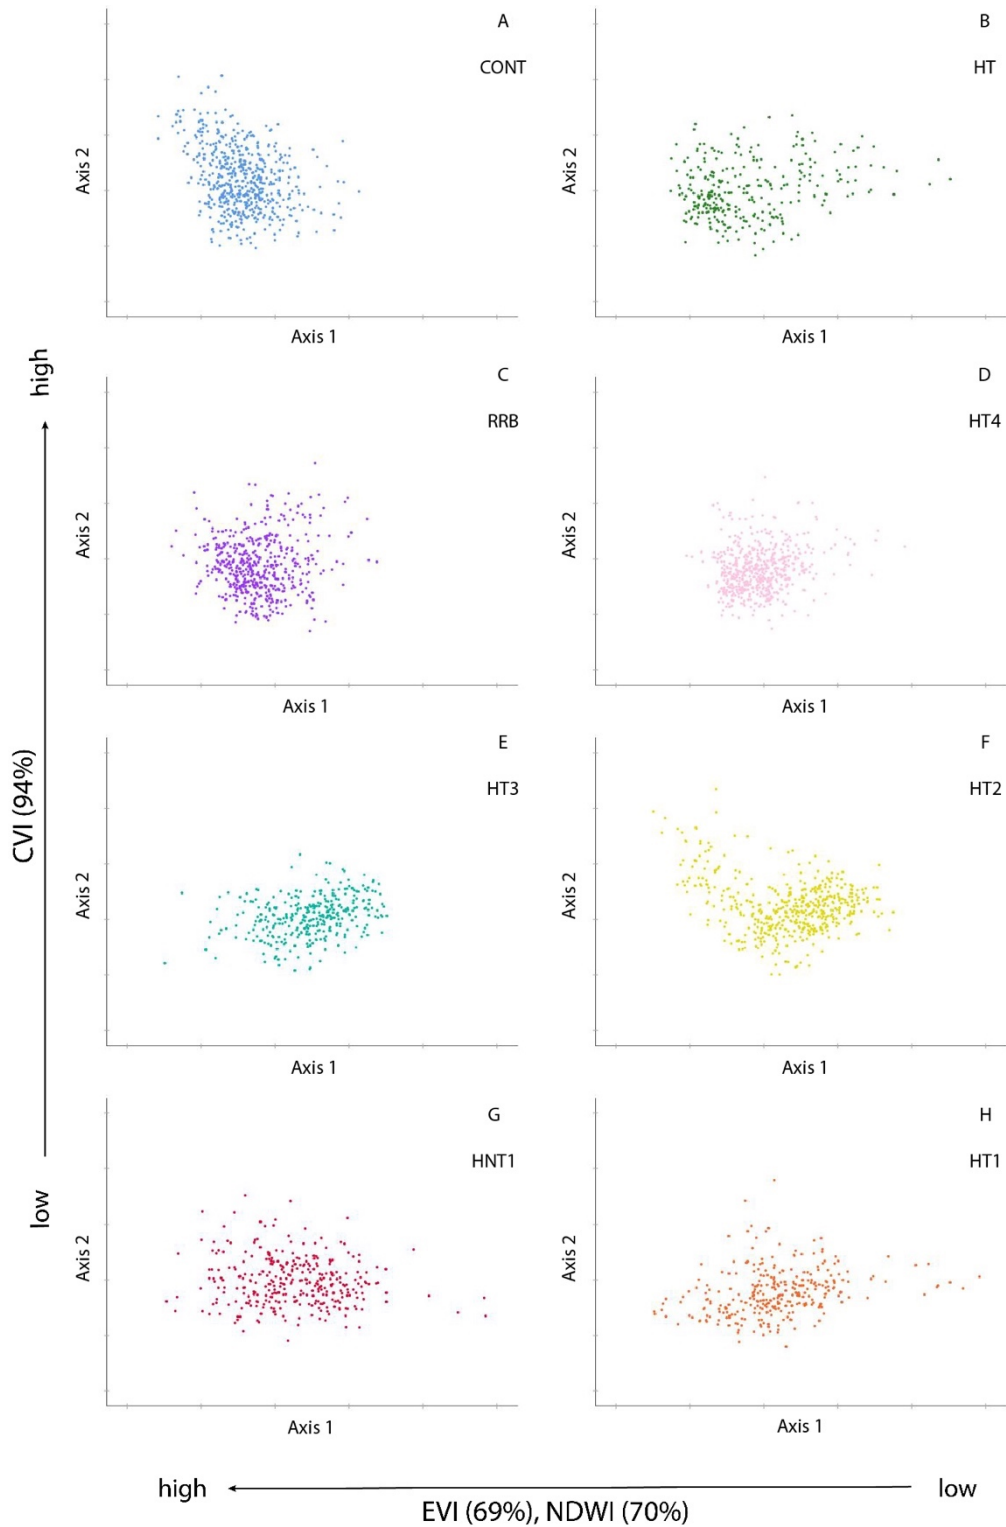 A
CONT
Axis 2
Axis 1
B
HT
Axis 2
Axis 1
C
RRB
Axis 2
Axis 1
D
HT4
Axis 2
Axis 1
E
HT3
Axis 2
Axis 1
F
HT2
Axis 2
Axis 1
G
HNT1
Axis 2
Axis 1
H
HT1
Axis 2
Axis 1
high
CVI (94%)
low
high
low
EVI (69%), NDWI (70%)